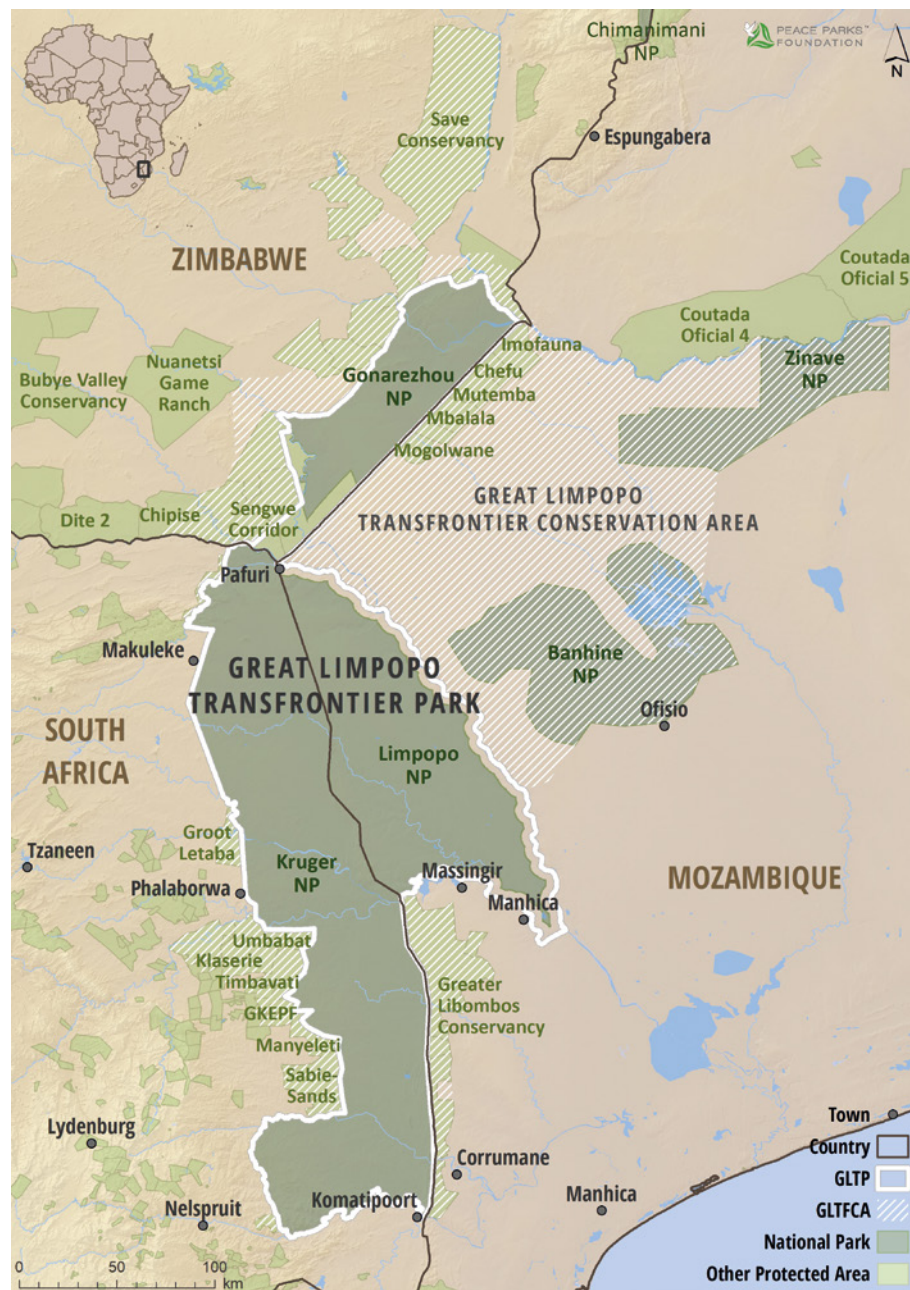 Chimanimani
NP
PEACE PARKS™
FOUNDATION
N
Save
Conservancy
Espungabera
ZIMBABWE
Coutada
Oficial 5
Coutada
Oficial 4
Imofauna
Zinave
NP
Nuanetsi
Game
Ranch
Bubye Valley
Conservancy
Gonarezhou
NP
Chefu
Mutemba
Mbalala
Mogolwane
GREAT LIMPOPO
TRANSFRONTIER CONSERVATION AREA
Dite 2
Chipise
Sengwe
Corridor
Pafuri
Makuleke
GREAT LIMPOPO
TRANSFRONTIER PARK
Banhine
NP
Ofisio
SOUTH
AFRICA
Limpopo
NP
Groot
Letaba
Tzaneen
Kruger
NP
Phalaborwa
Massingir
Manhica
MOZAMBIQUE
Umbabat
Klaserie
Timbavati
GKEPF
Manyeleti
Sabie-
Sands
Greater
Libombos
Conservancy
Lydenburg
Corrumane
Nelspruit
Komatipoort
Manhica
Town
Country
GLTP
GLTFCA
National Park
Other Protected Area
0 50 100
km